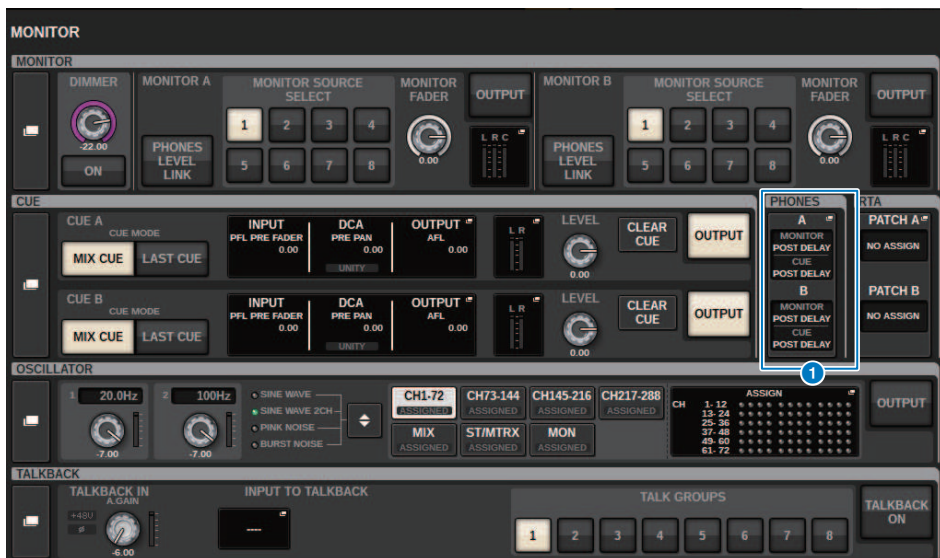 MONITOR
MONITOR
DIMMER
-22.00
ON
MONITOR A
PHONES
LEVEL
LINK
MONITOR SOURCE
SELECT
1 2 3 4
5 6 7 8
MONITOR
FADER
0.00
OUTPUT
L R C
MONITOR B
PHONES
LEVEL
LINK
MONITOR SOURCE
SELECT
1 2 3 4
5 6 7 8
MONITOR
FADER
0.00
OUTPUT
L R C
CUE
CUE A
CUE MODE
MIX CUE LAST CUE
INPUT
PFL PRE FADER
0.00
DCA
PRE PAN
0.00
UNITY
OUTPUT
AFL
0.00
L R
LEVEL
0.00
CLEAR
CUE
OUTPUT
CUE B
CUE MODE
MIX CUE LAST CUE
INPUT
PFL PRE FADER
0.00
DCA
PRE PAN
0.00
UNITY
OUTPUT
AFL
0.00
L R
LEVEL
0.00
CLEAR
CUE
OUTPUT
PHONES
A
MONITOR
POST DELAY
CUE
POST DELAY
B
MONITOR
POST DELAY
CUE
POST DELAY
1
RTA
PATCH A
NO ASSIGN
PATCH B
NO ASSIGN
OSCILLATOR
1 20.0Hz
-7.00
2 100Hz
-7.00
SINE WAVE
SINE WAVE 2CH
PINK NOISE
BURST NOISE
CH1-72
ASSIGNED
CH73-144
ASSIGNED
CH145-216
ASSIGNED
CH217-288
ASSIGNED
MIX
ASSIGNED
ST/MTRX
ASSIGNED
MON
ASSIGNED
ASSIGN
CH 1- 12
13- 24
25- 36
37- 48
49- 60
61- 72
OUTPUT
TALKBACK
TALKBACK IN
A.GAIN
+48V
ø
-6.00
INPUT TO TALKBACK
----
TALK GROUPS
1 2 3 4 5 6 7 8
TALKBACK
ON